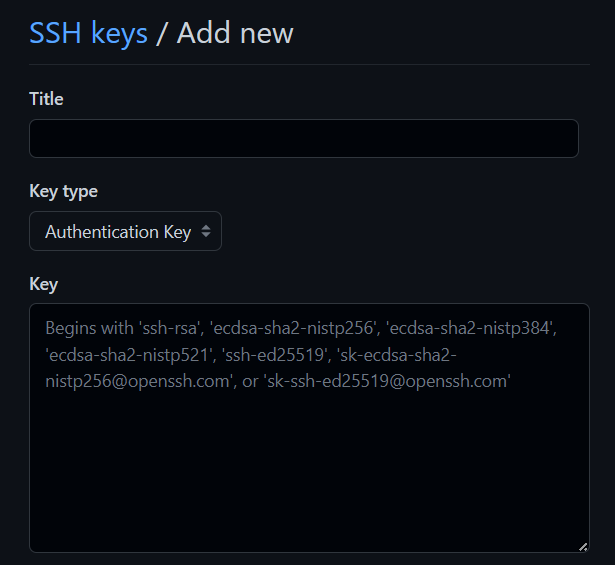 SSH keys / Add new
Title
Key type
Authentication Key
Key
Begins with 'ssh-rsa', 'ecdsa-sha2-nistp256', 'ecdsa-sha2-nistp384',
'ecdsa-sha2-nistp521', 'ssh-ed25519', 'sk-ecdsa-sha2-
nistp256@openssh.com', or 'sk-ssh-ed25519@openssh.com'